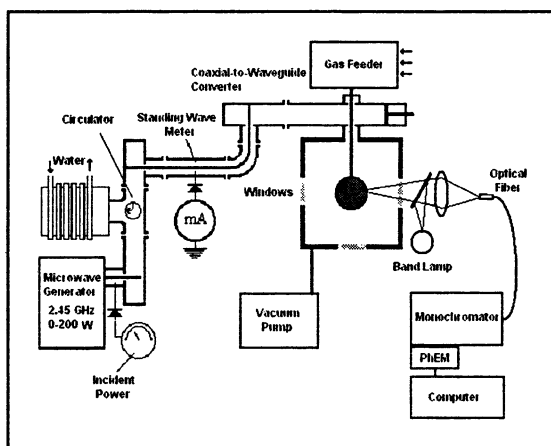 Gas Feeder
Coaxial-to-Waveguide
Converter
Standing Wave
Meter
Circulator
Water
mA
Windows
Optical
Fiber
Band Lamp
Microwave
Generator
2.45 GHz
0-200 W
Incident
Power
Vacuum
Pump
Monochromator
PhEM
Computer